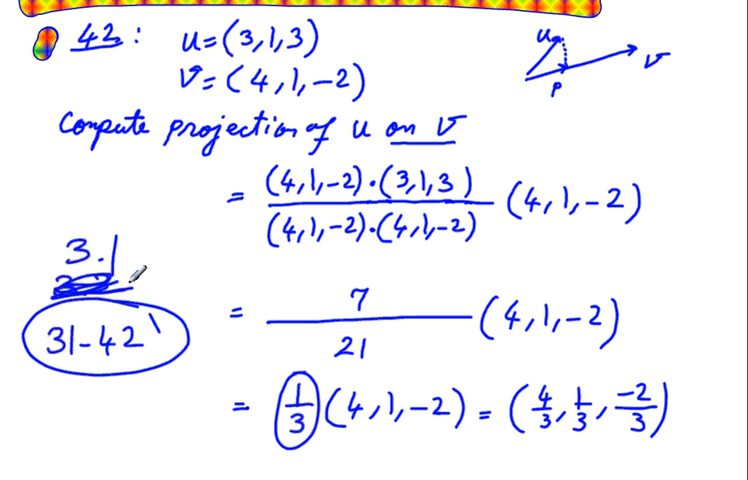 42: u=(3,1,3)
v=(4,1,-2)
u
v
p
Compute projection of u on v
= (4,1,-2)·(3,1,3) / (4,1,-2)·(4,1,-2) (4,1,-2)
3.1
31-42
= 7/21 (4,1,-2)
= 1/3 (4,1,-2) = (4/3, 1/3, -2/3)